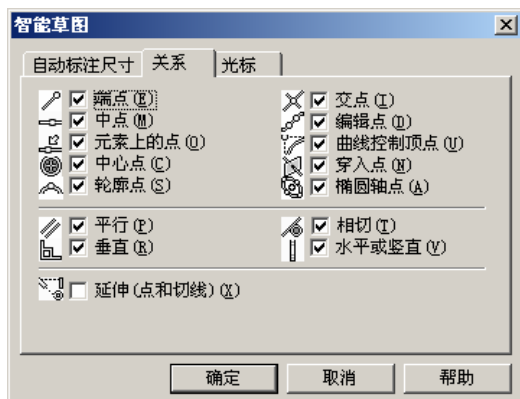 智能草图
自动标注尺寸 关系 光标
端点(E) 交点(I)
中点(M) 编辑点(D)
元素上的点(O) 曲线控制顶点(U)
中心点(C) 穿入点(N)
轮廓点(S) 椭圆轴点(A)
平行(P) 相切(T)
垂直(R) 水平或竖直(V)
延伸(点和切线)(X)
确定 取消 帮助